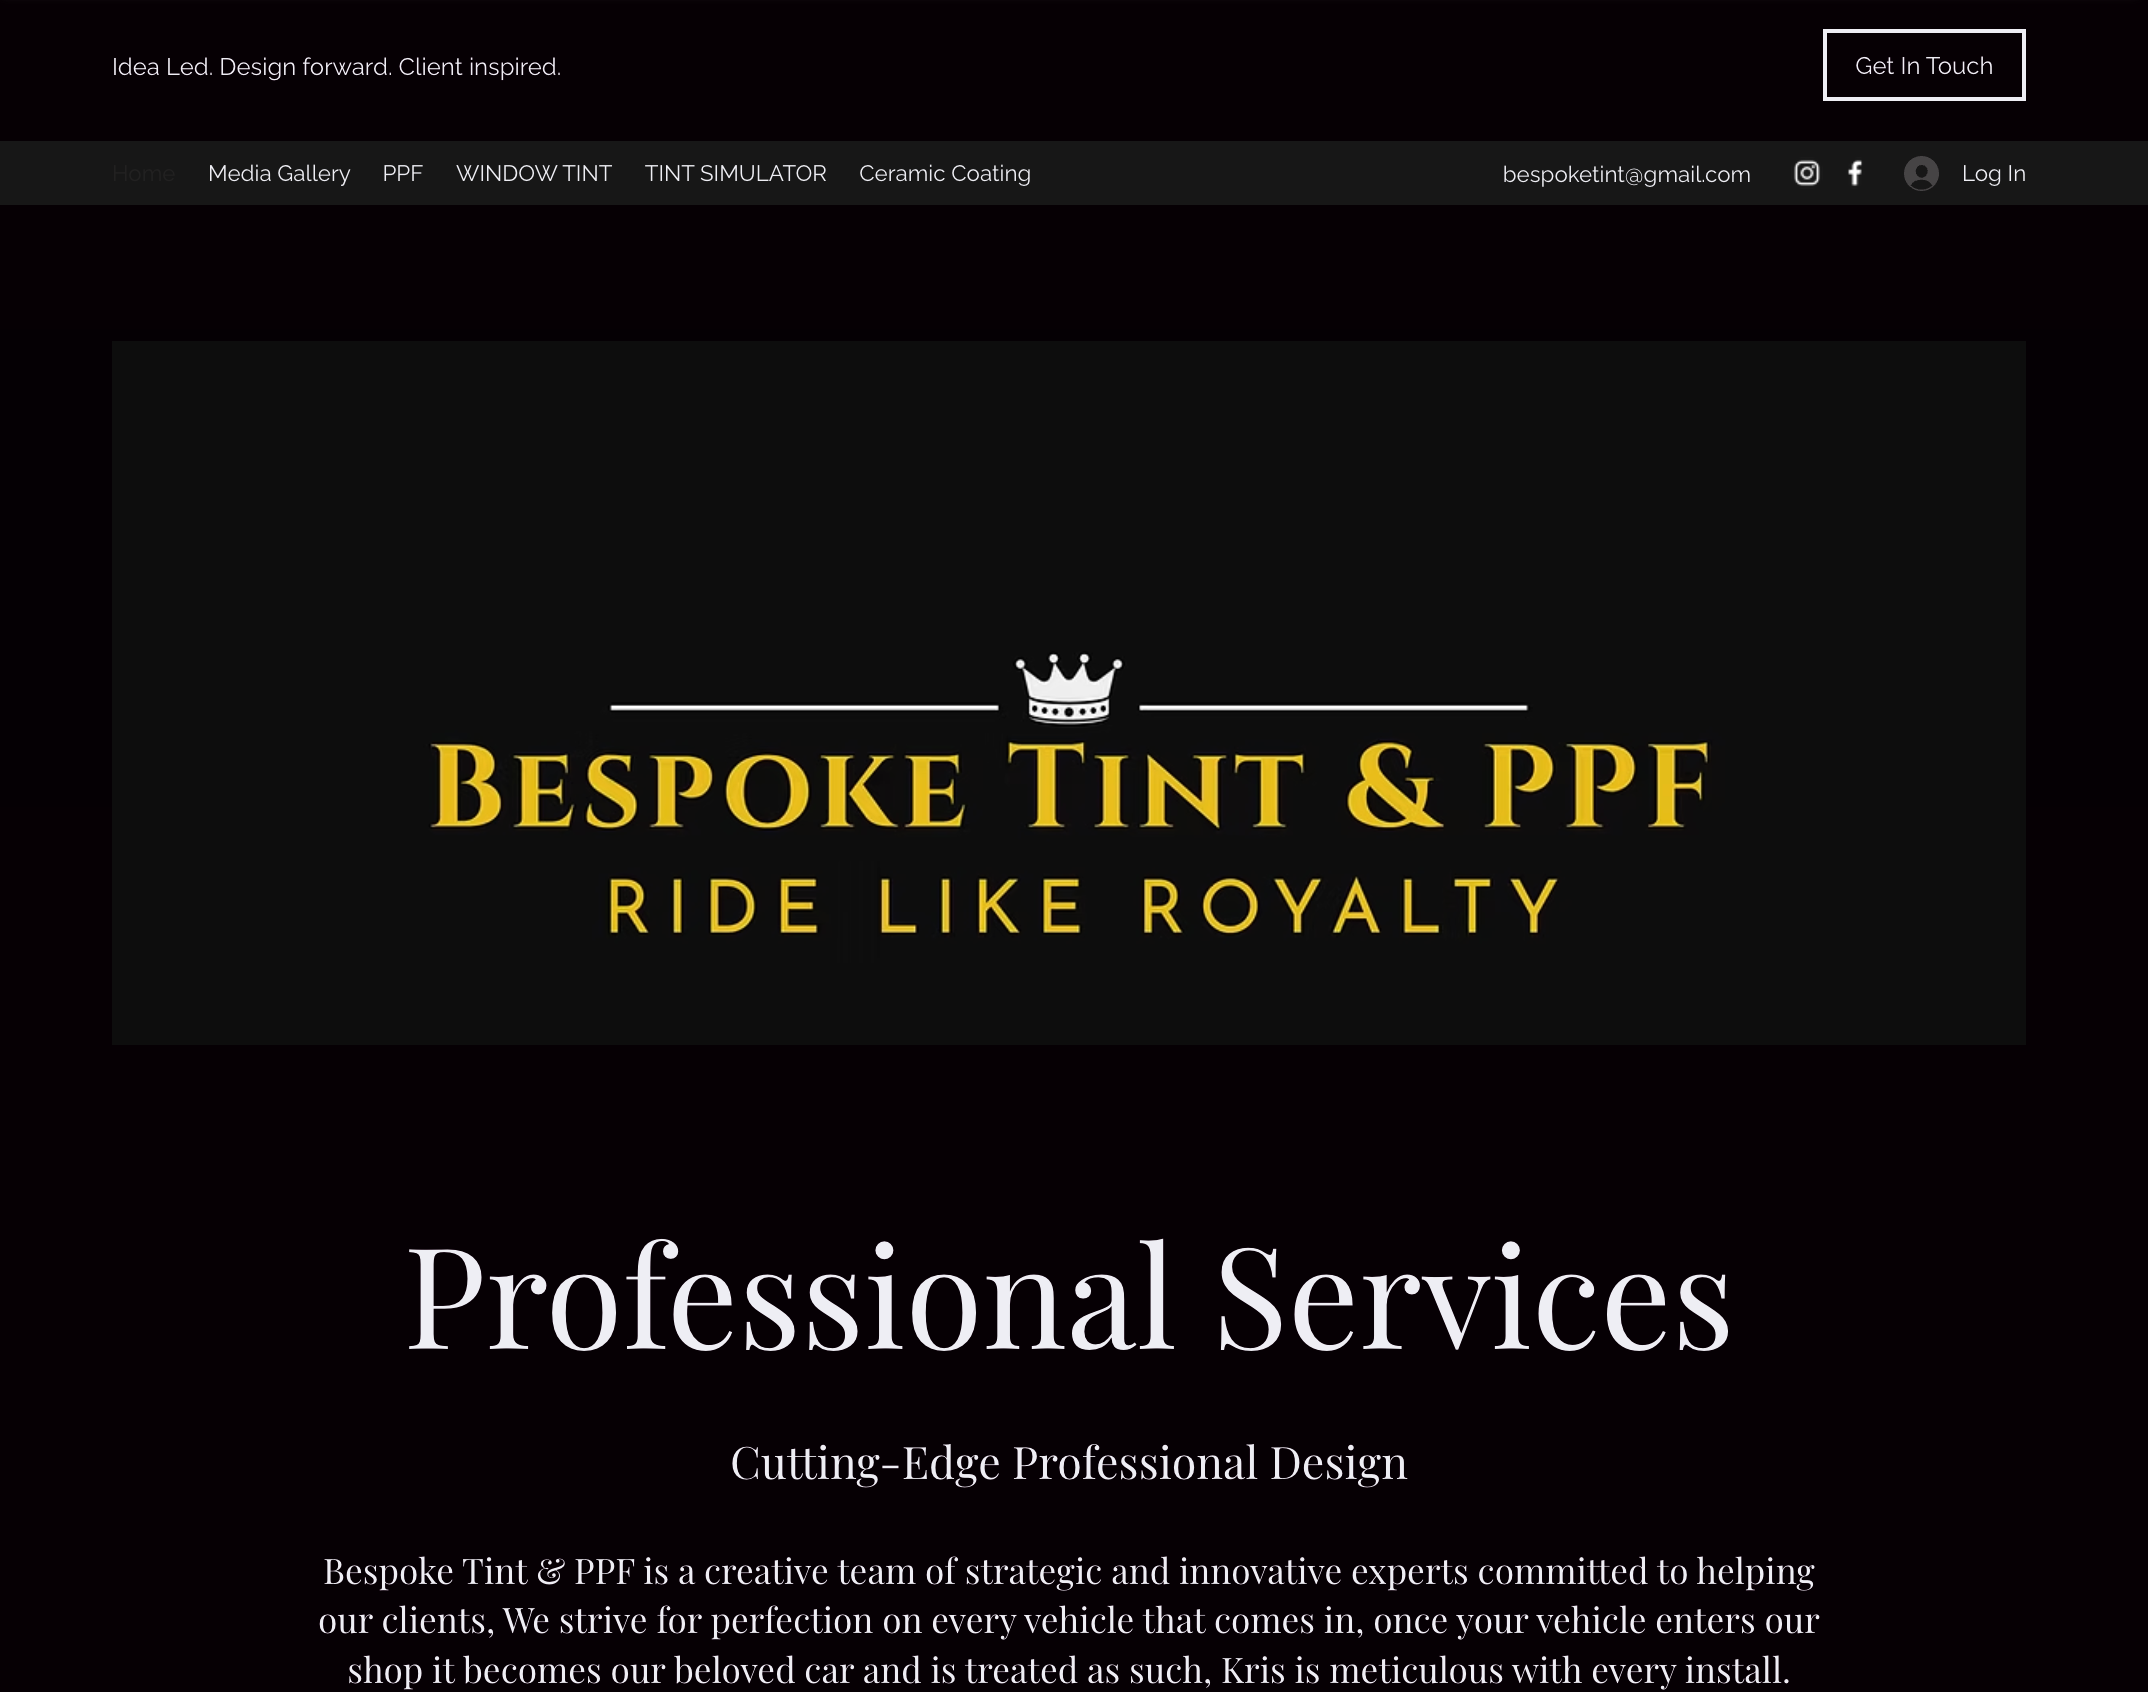 Idea Led. Design forward. Client inspired.
Get In Touch
Home Media Gallery PPF WINDOW TINT TINT SIMULATOR Ceramic Coating bespoketint@gmail.com Log In
BESPOKE TINT & PPF
RIDE LIKE ROYALTY
Professional Services
Cutting-Edge Professional Design
Bespoke Tint & PPF is a creative team of strategic and innovative experts committed to helping
our clients, We strive for perfection on every vehicle that comes in, once your vehicle enters our
shop it becomes our beloved car and is treated as such, Kris is meticulous with every install.